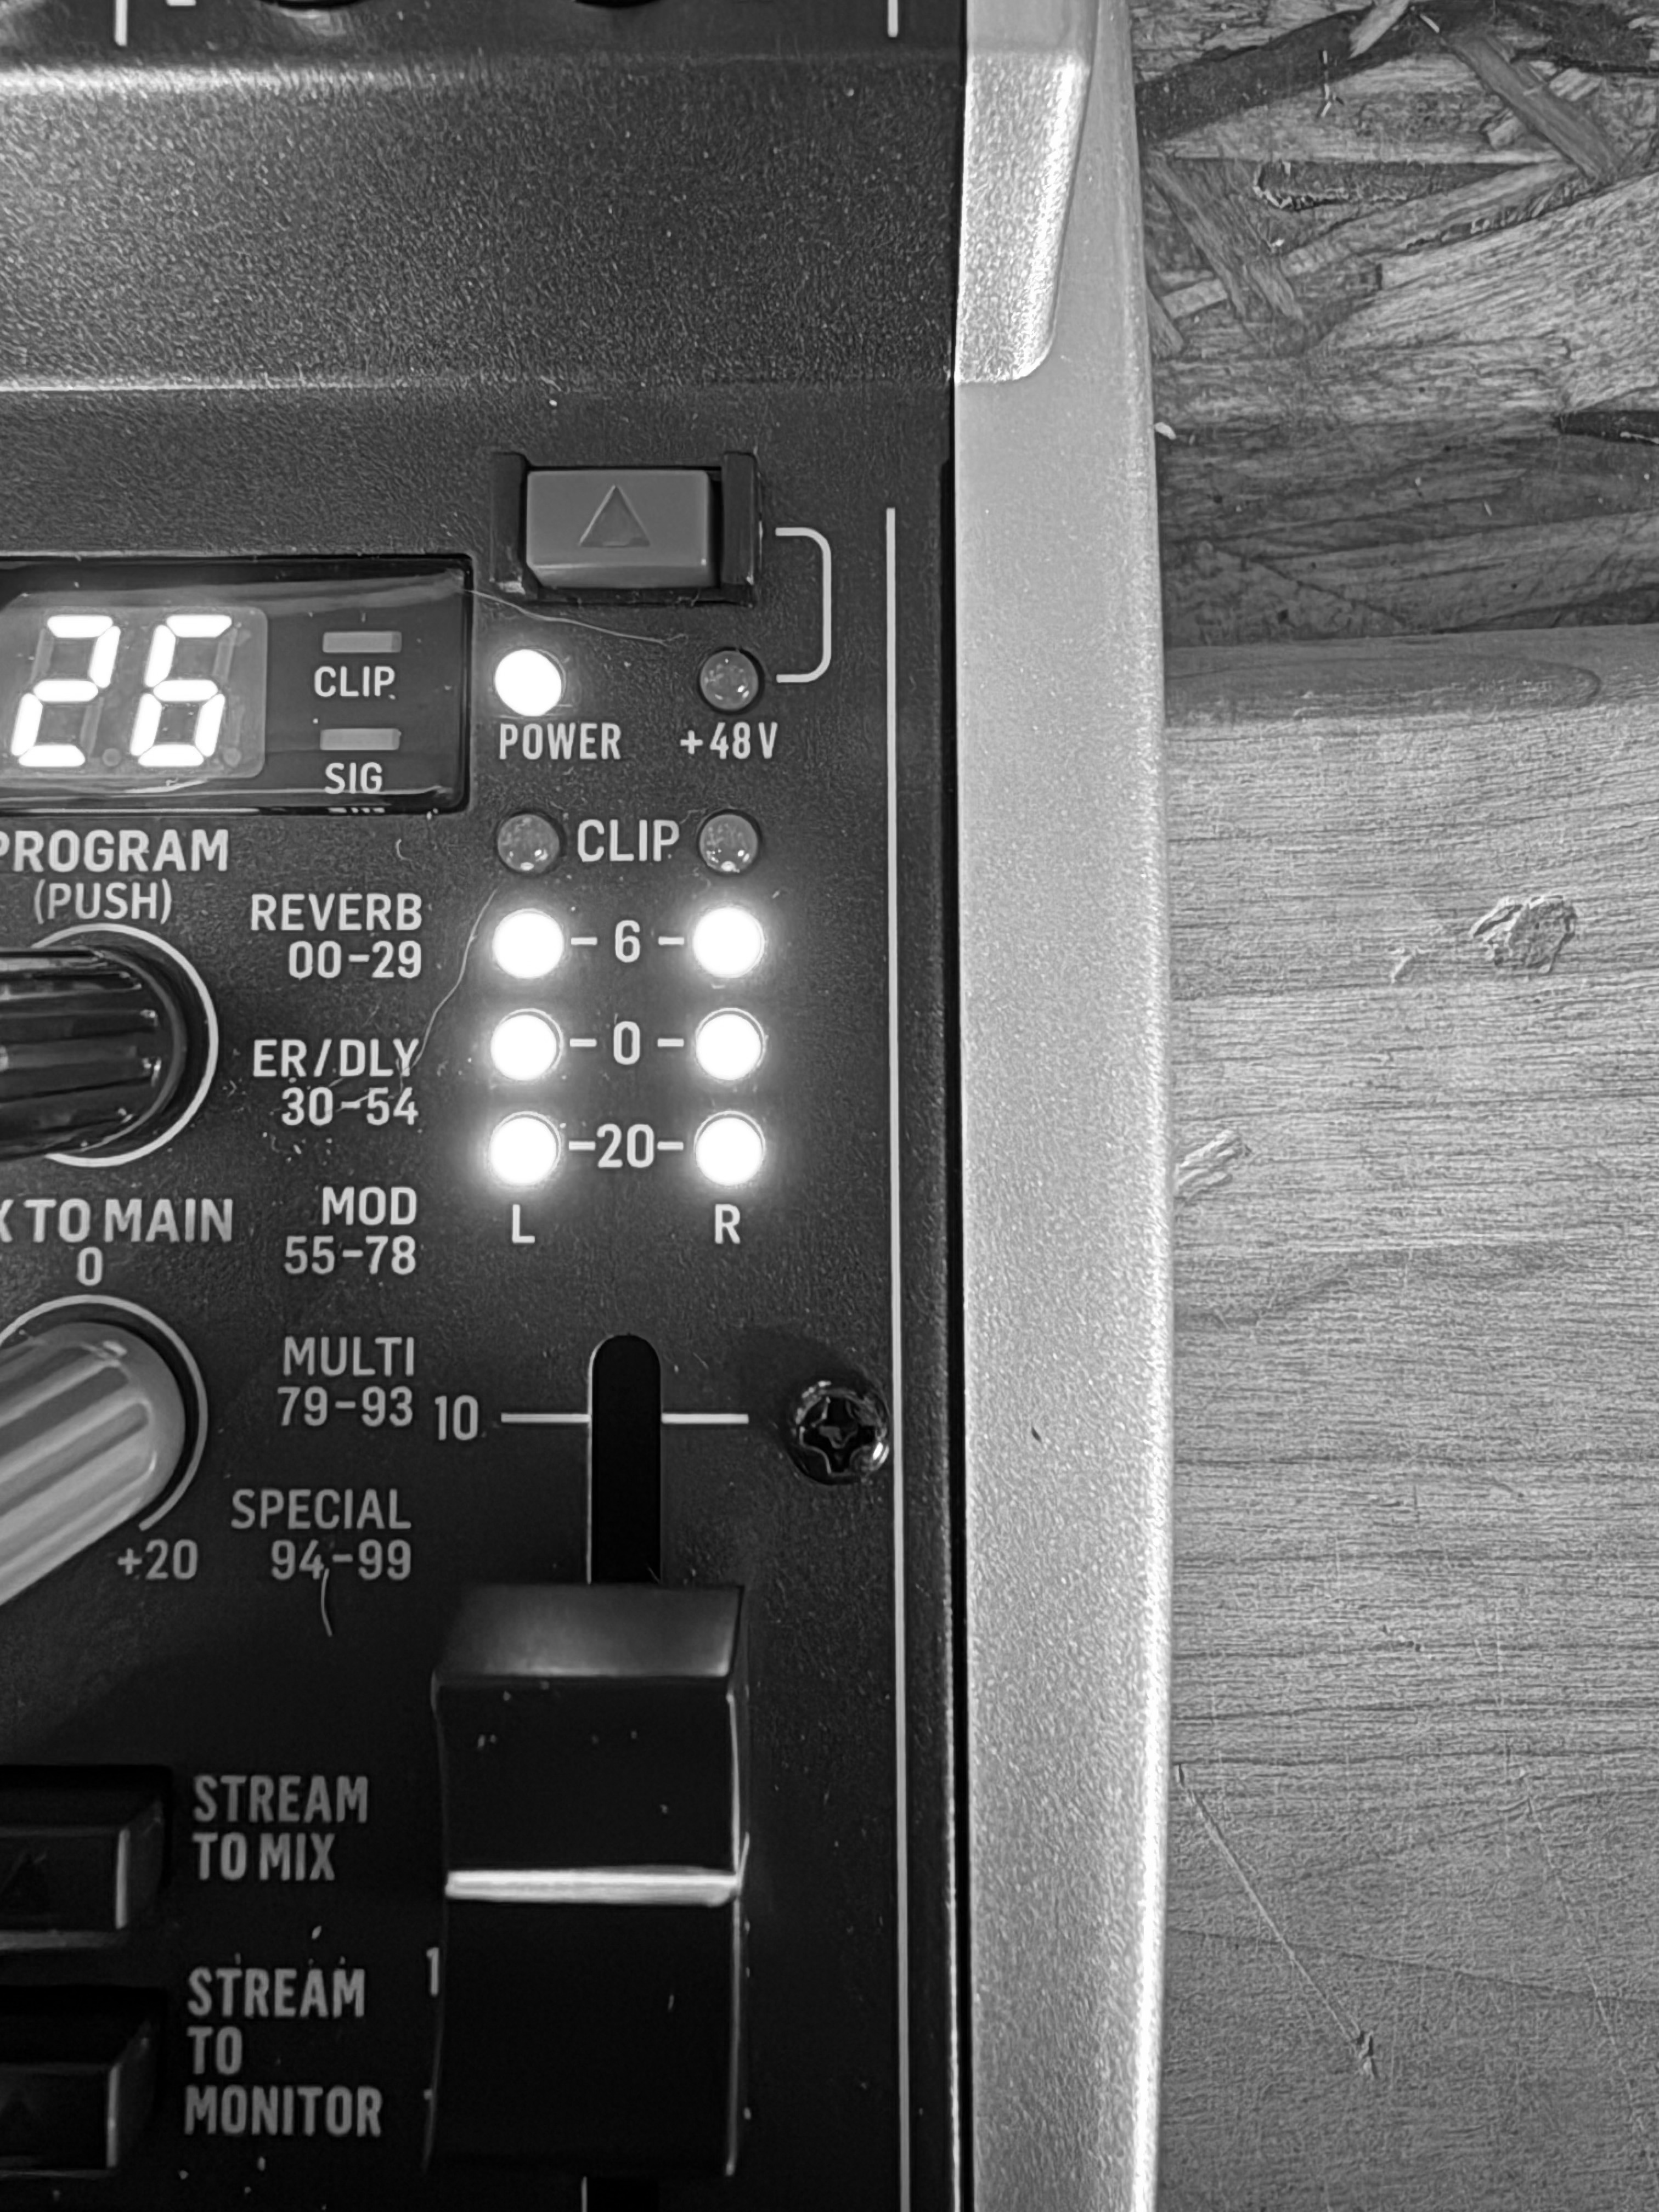 26
CLIP
SIG
POWER
+48V
PROGRAM
(PUSH)
CLIP
REVERB
00-29
6
0
ER/DLY
30-54
-20-
L R
TO MAIN
0
MOD
55-78
MULTI
79-93
10
SPECIAL
94-99
+20
STREAM
TO MIX
STREAM
TO
MONITOR